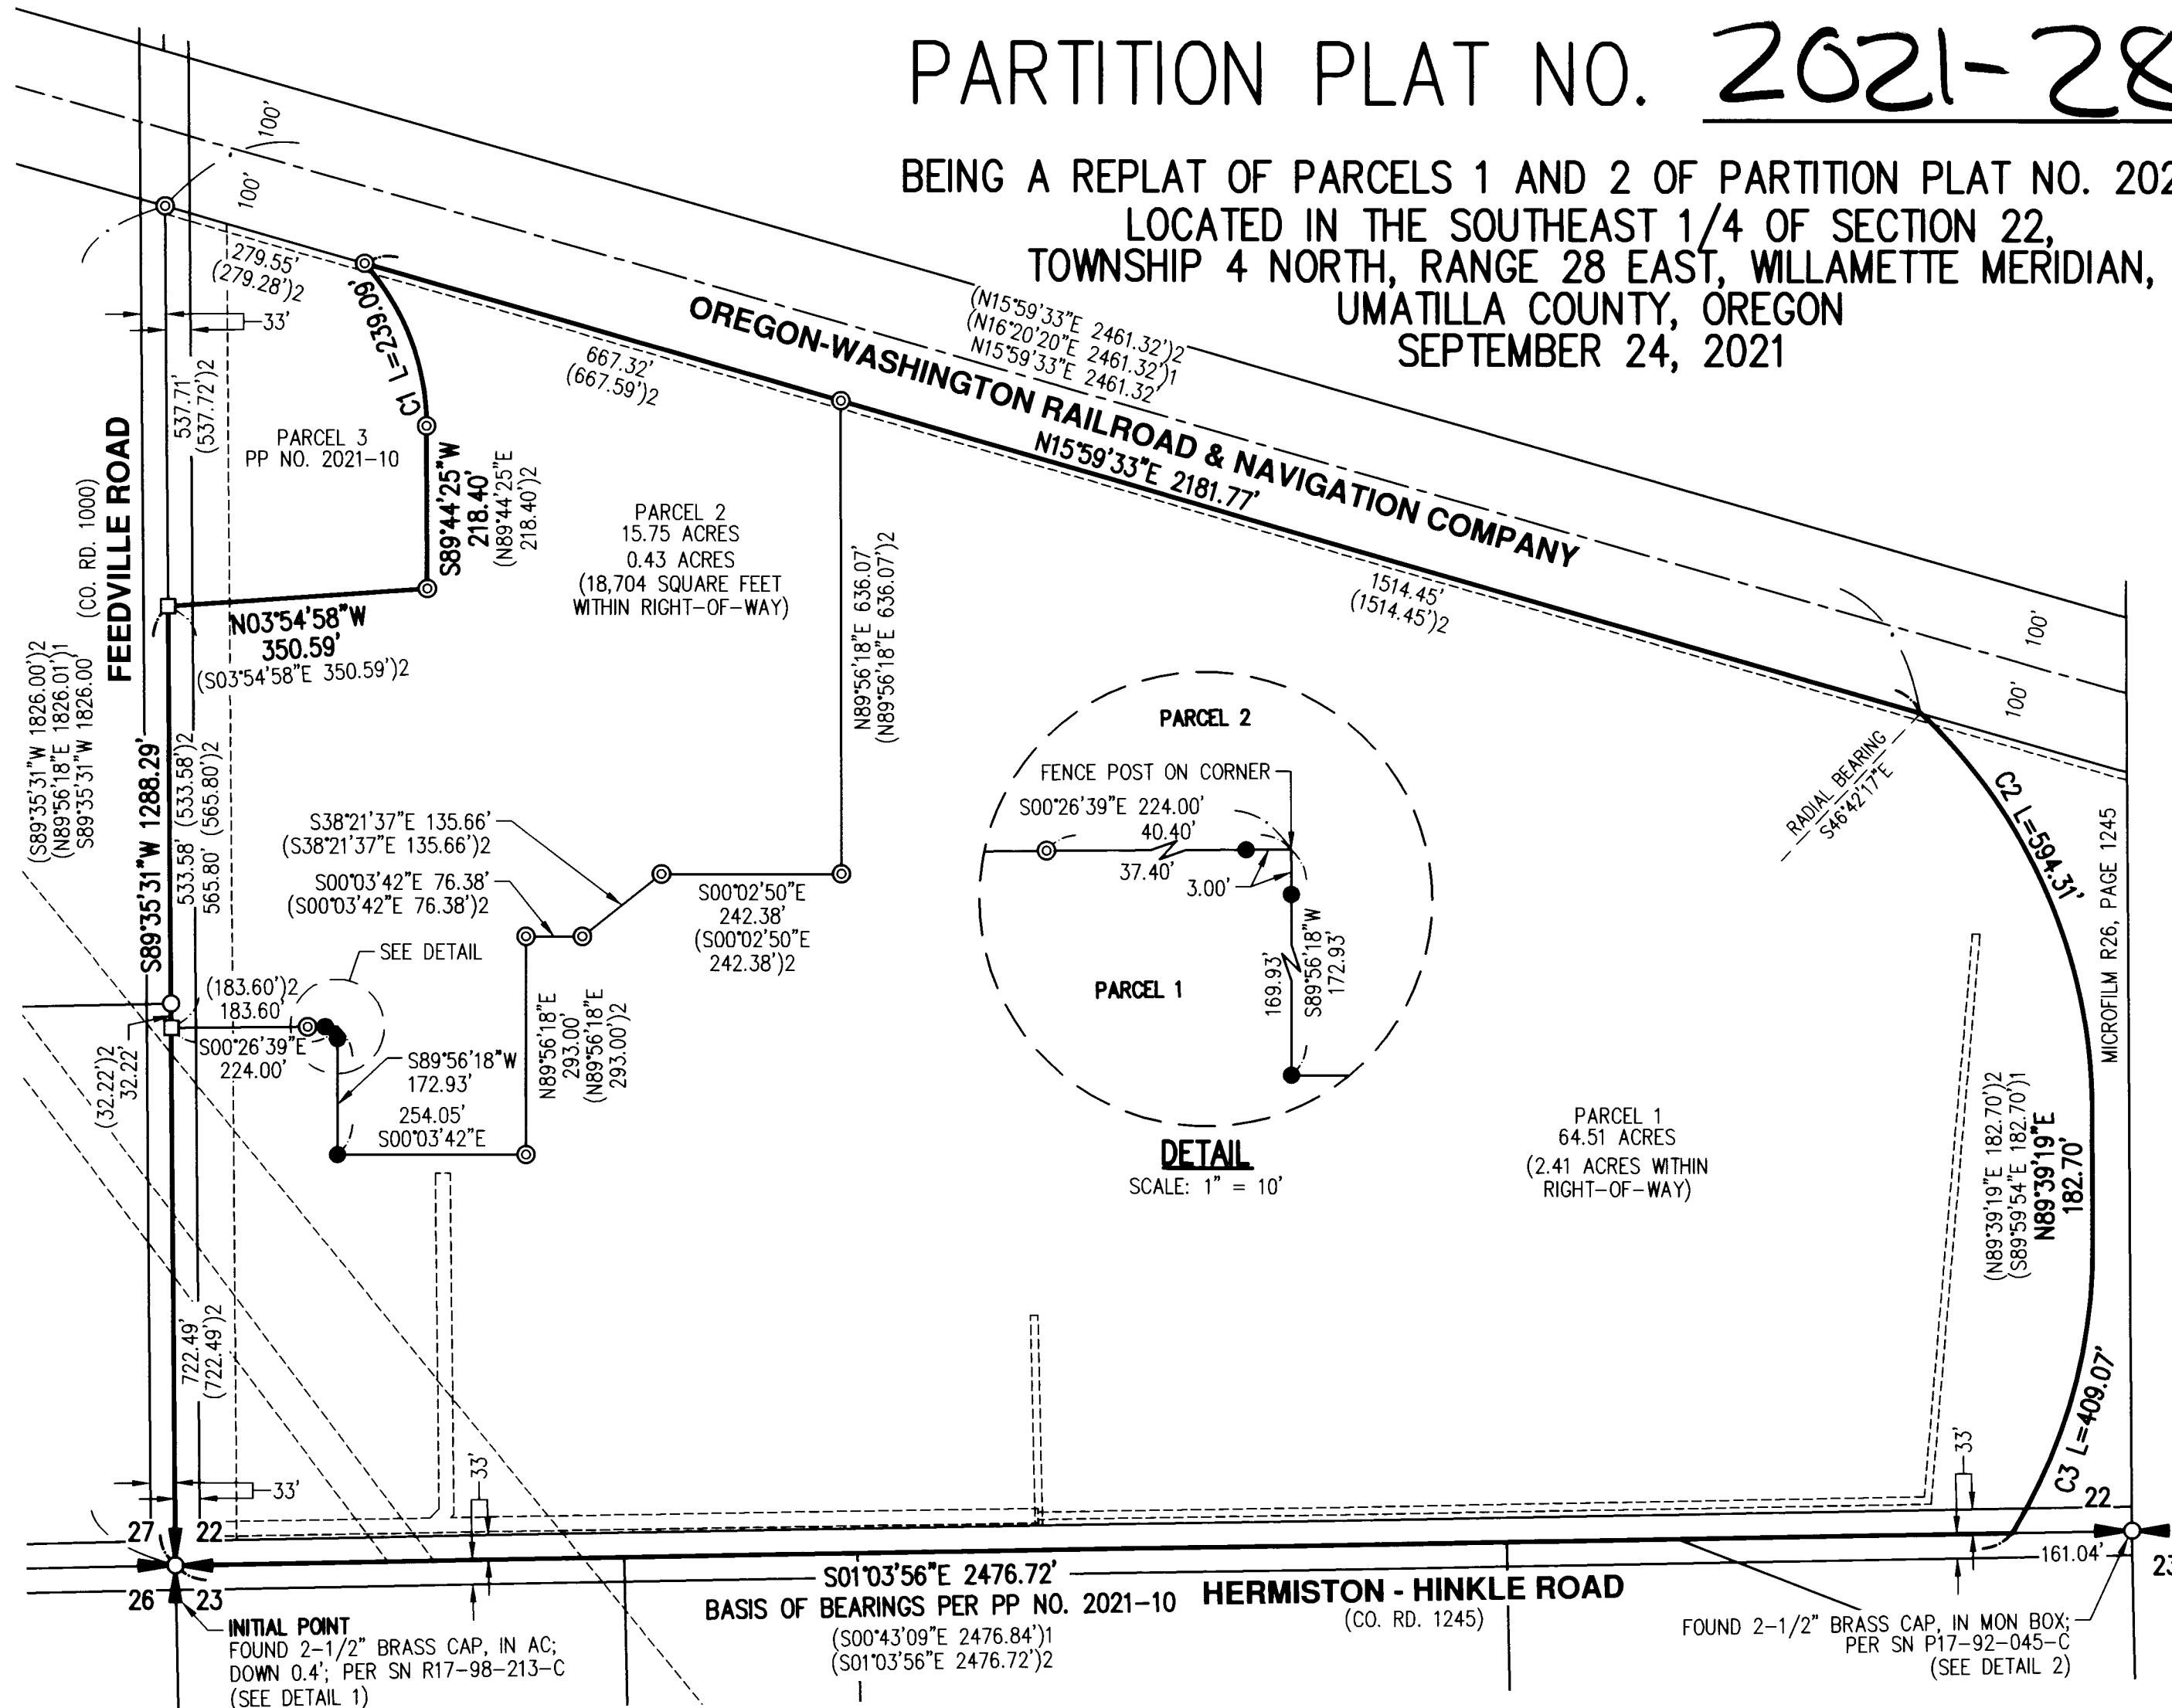 PARTITION PLAT NO. 2021-28
BEING A REPLAT OF PARCELS 1 AND 2 OF PARTITION PLAT NO. 202
LOCATED IN THE SOUTHEAST 1/4 OF SECTION 22,
TOWNSHIP 4 NORTH, RANGE 28 EAST, WILLAMETTE MERIDIAN,
UMATILLA COUNTY, OREGON
SEPTEMBER 24, 2021
100'
100'
279.55'
(279.28')2
33'
C1 L=239.09'
537.71'
(537.72')2
PARCEL 3
PP NO. 2021-10
FEEDVILLE ROAD
(CO. RD. 1000)
S89°44'25"W
218.40'
(N89°44'25"E
218.40')2
667.32'
(667.59')2
OREGON-WASHINGTON RAILROAD & NAVIGATION COMPANY
(N15°59'33"E 2461.32')2
(N16°20'20"E 2461.32')1
N15°59'33"E 2461.32'
N15°59'33"E 2181.77'
1514.45'
(1514.45')2
100'
100'
PARCEL 2
15.75 ACRES
0.43 ACRES
(18,704 SQUARE FEET
WITHIN RIGHT-OF-WAY)
N89°56'18"E 636.07'
(N89°56'18"E 636.07')2
N03°54'58"W
350.59'
(S03°54'58"E 350.59')2
(S89°35'31"W 1826.00')2
(N89°56'18"E 1826.01')1
S89°35'31"W 1826.00'
S89°35'31"W 1288.29'
533.58' (533.58')2
565.80' (565.80')2
S38°21'37"E 135.66'
(S38°21'37"E 135.66')2
S00°03'42"E 76.38'
(S00°03'42"E 76.38')2
SEE DETAIL
S00°02'50"E
242.38'
(S00°02'50"E
242.38')2
(183.60')2
183.60'
S00°26'39"E
224.00'
(32.22')2
32.22'
S89°56'18"W
172.93'
254.05'
S00°03'42"E
N89°56'18"E
293.00'
(N89°56'18"E
293.00')2
PARCEL 2
FENCE POST ON CORNER
S00°26'39"E 224.00'
40.40'
37.40'
3.00'
169.93'
S89°56'18"W
172.93'
PARCEL 1
DETAIL
SCALE: 1" = 10'
RADIAL BEARING
S46°42'17"E
C2 L=594.31'
MICROFILM R26, PAGE 1245
PARCEL 1
64.51 ACRES
(2.41 ACRES WITHIN
RIGHT-OF-WAY)
(N89°39'19"E 182.70')2
(S89°59'54"E 182.70')1
N89°39'19"E
182.70'
C3 L=409.07'
722.49'
(722.49')2
33'
33'
33'
27
22
26
23
22
23
161.04'
INITIAL POINT
FOUND 2-1/2" BRASS CAP, IN AC;
DOWN 0.4'; PER SN R17-98-213-C
(SEE DETAIL 1)
S01°03'56"E 2476.72'
BASIS OF BEARINGS PER PP NO. 2021-10
(S00°43'09"E 2476.84')1
(S01°03'56"E 2476.72')2
HERMISTON - HINKLE ROAD
(CO. RD. 1245)
FOUND 2-1/2" BRASS CAP, IN MON BOX;
PER SN P17-92-045-C
(SEE DETAIL 2)